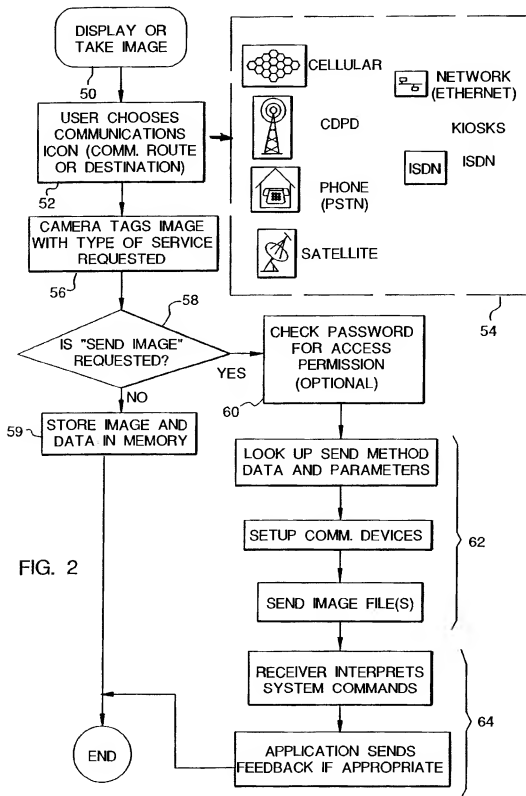 DISPLAY OR
TAKE IMAGE
50
USER CHOOSES
COMMUNICATIONS
ICON (COMM. ROUTE
OR DESTINATION)
52
CELLULAR
CDPD
PHONE
(PSTN)
SATELLITE
NETWORK
(ETHERNET)
KIOSKS
ISDN
ISDN
54
CAMERA TAGS IMAGE
WITH TYPE OF SERVICE
REQUESTED
56
58
IS "SEND IMAGE"
REQUESTED?
YES
NO
59
STORE IMAGE AND
DATA IN MEMORY
CHECK PASSWORD
FOR ACCESS
PERMISSION
(OPTIONAL)
60
LOOK UP SEND METHOD
DATA AND PARAMETERS
SETUP COMM. DEVICES
SEND IMAGE FILE(S)
62
RECEIVER INTERPRETS
SYSTEM COMMANDS
APPLICATION SENDS
FEEDBACK IF APPROPRIATE
64
FIG. 2
END